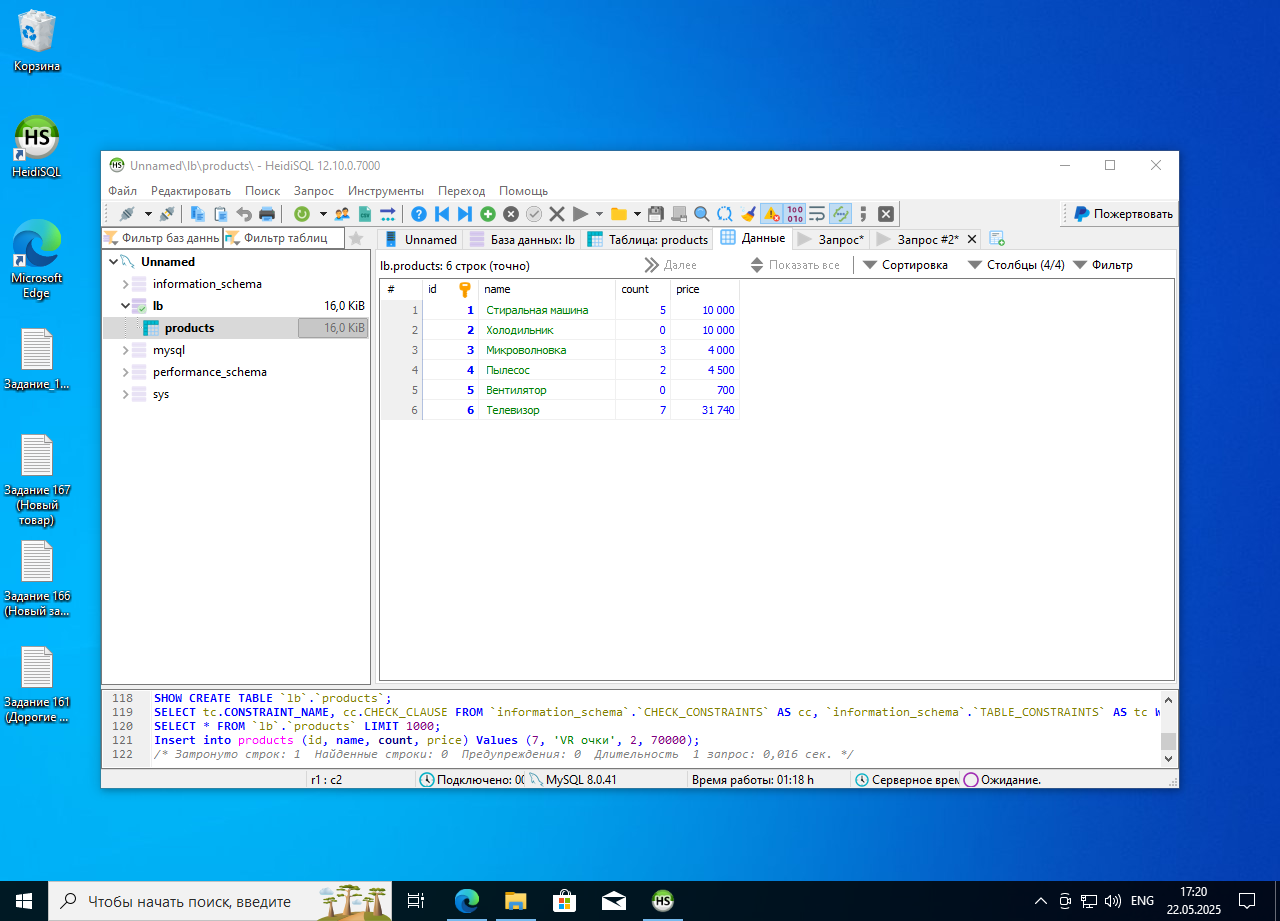 Корзина
HeidiSQL
Microsoft
Edge
Задание_1...
Задание 167
(Новый
товар)
Задание 166
(Новый за...
Задание 161
(Дорогие ...
Unnamed\lb\products\ - HeidiSQL 12.10.0.7000
Файл Редактировать Поиск Запрос Инструменты Переход Помощь
Пожертвовать
Фильтр баз даннь Фильтр таблиц
Unnamed База данных: lb Таблица: products Данные Запрос* Запрос #2*
Unnamed
information_schema
lb 16,0 KiB
products 16,0 KiB
mysql
performance_schema
sys
lb.products: 6 строк (точно) Далее Показать все Сортировка Столбцы (4/4) Фильтр
# id name count price
1 1 Стиральная машина 5 10 000
2 2 Холодильник 0 10 000
3 3 Микроволновка 3 4 000
4 4 Пылесос 2 4 500
5 5 Вентилятор 0 700
6 6 Телевизор 7 31 740
118 SHOW CREATE TABLE `lb`.`products`;
119 SELECT tc.CONSTRAINT_NAME, cc.CHECK_CLAUSE FROM `information_schema`.`CHECK_CONSTRAINTS` AS cc, `information_schema`.`TABLE_CONSTRAINTS` AS tc W
120 SELECT * FROM `lb`.`products` LIMIT 1000;
121 Insert into products (id, name, count, price) Values (7, 'VR очки', 2, 70000);
122 /* Затронуто строк: 1 Найденные строки: 0 Предупреждения: 0 Длительность 1 запрос: 0,016 сек. */
r1 : c2 Подключено: 00 MySQL 8.0.41 Время работы: 01:18 h Серверное врем Ожидание.
Чтобы начать поиск, введите
HS
ENG
17:20
22.05.2025